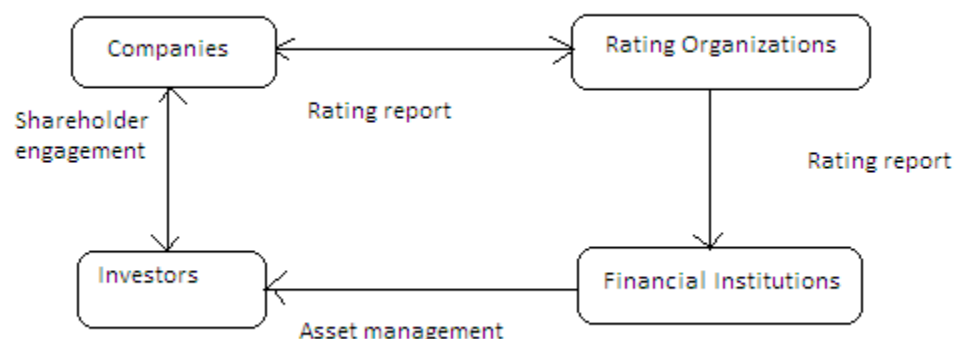 Companies
Rating Organizations
Rating report
Shareholder
engagement
Rating report
Investors
Financial Institutions
Asset management